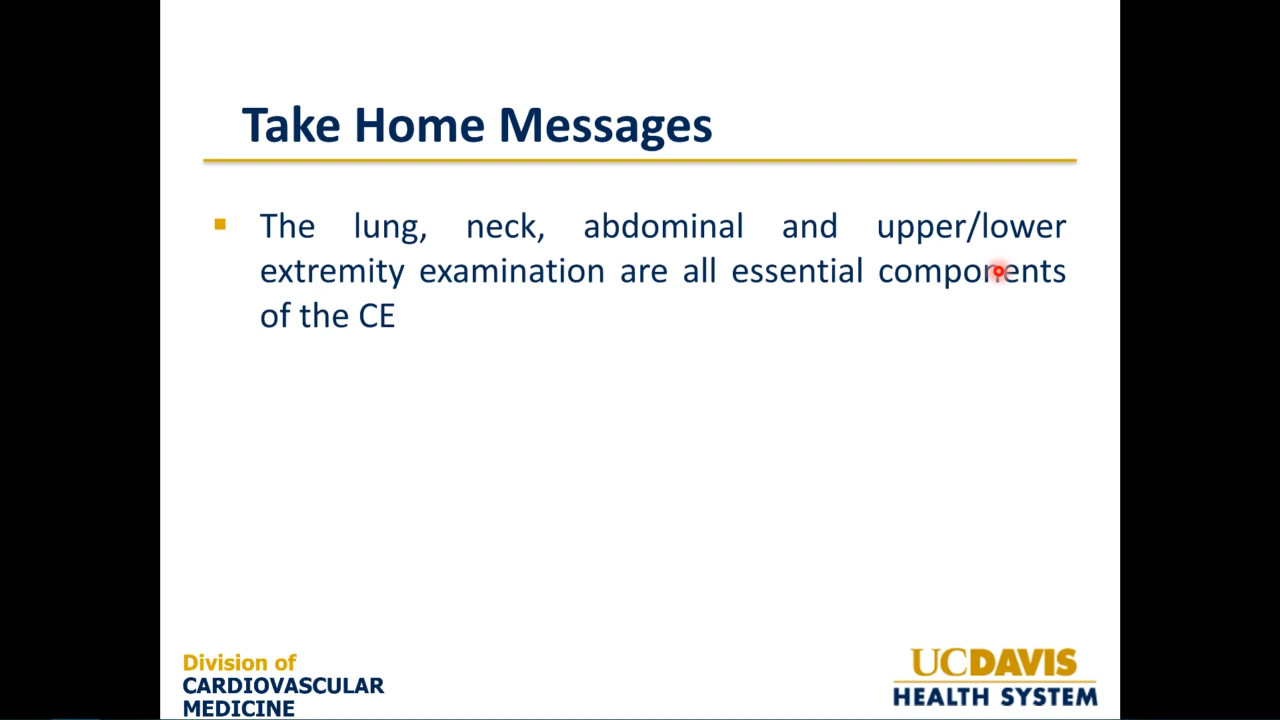 Take Home Messages
The lung, neck, abdominal and upper/lower
extremity examination are all essential components
of the CE
Division of
CARDIOVASCULAR
MEDICINE
UCDAVIS
HEALTH SYSTEM